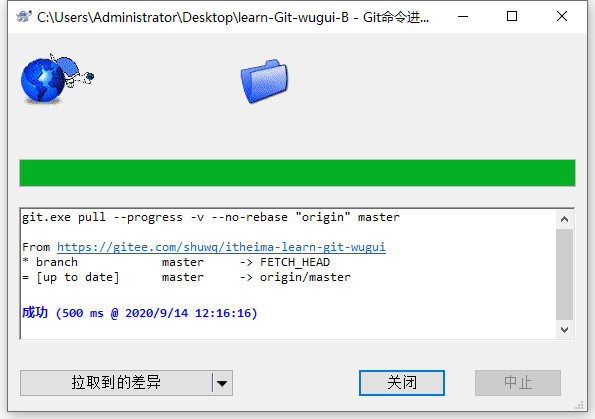 C:\Users\Administrator\Desktop\learn-Git-wugui-B - Git命令进...
git.exe pull --progress -v --no-rebase "origin" master
From https://gitee.com/shuwq/itheima-learn-git-wugui
* branch            master     -> FETCH_HEAD
= [up to date]      master     -> origin/master
成功 (500 ms @ 2020/9/14 12:16:16)
拉取到的差异 关闭 中止